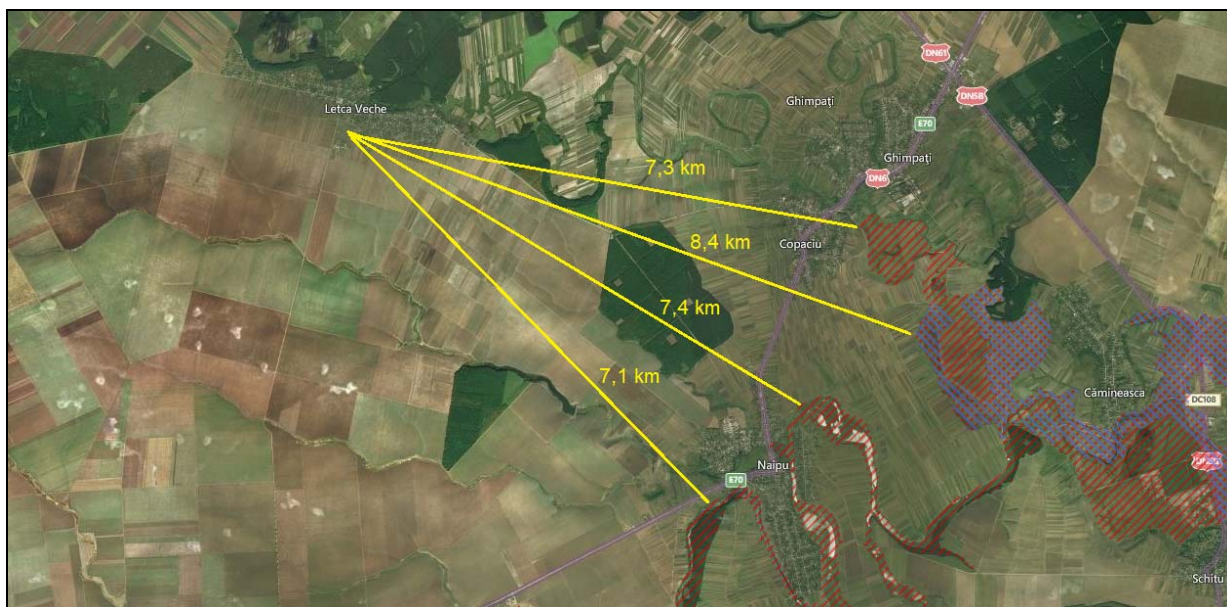 DN61
DN5B
Letca Veche
Ghimpați
E70
Ghimpați
7,3 km
DN6
Copaciu
8,4 km
7,4 km
7,1 km
Cămineasca
DC108
Naipu
E70
Schitu